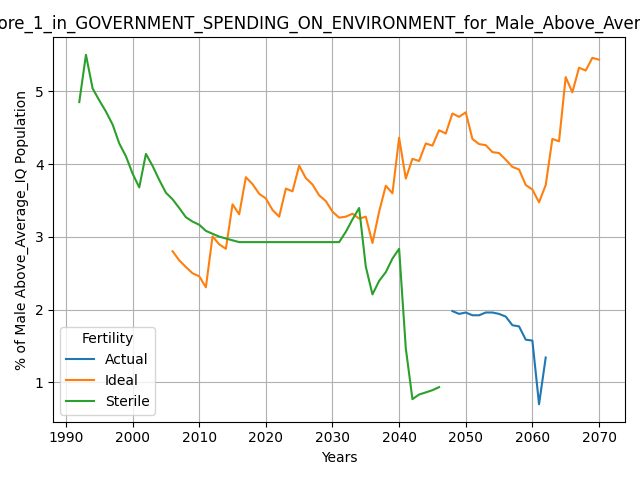 ore_1_in_GOVERNMENT_SPENDING_ON_ENVIRONMENT_for_Male_Above_Aver
% of Male Above_Average_IQ Population
5
4
3
2
1
Fertility
Actual
Ideal
Sterile
1990 2000 2010 2020 2030 2040 2050 2060 2070
Years